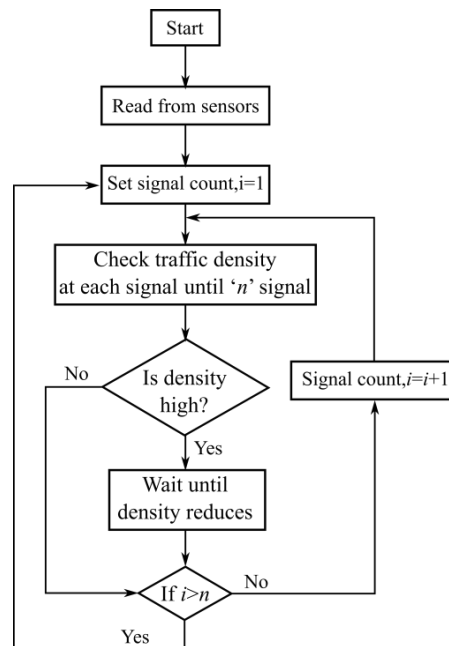 Start
Read from sensors
Set signal count,i=1
Check traffic density
at each signal until ‘n’ signal
No
Is density
high?
Signal count,i=i+1
Yes
Wait until
density reduces
If i>n
No
Yes